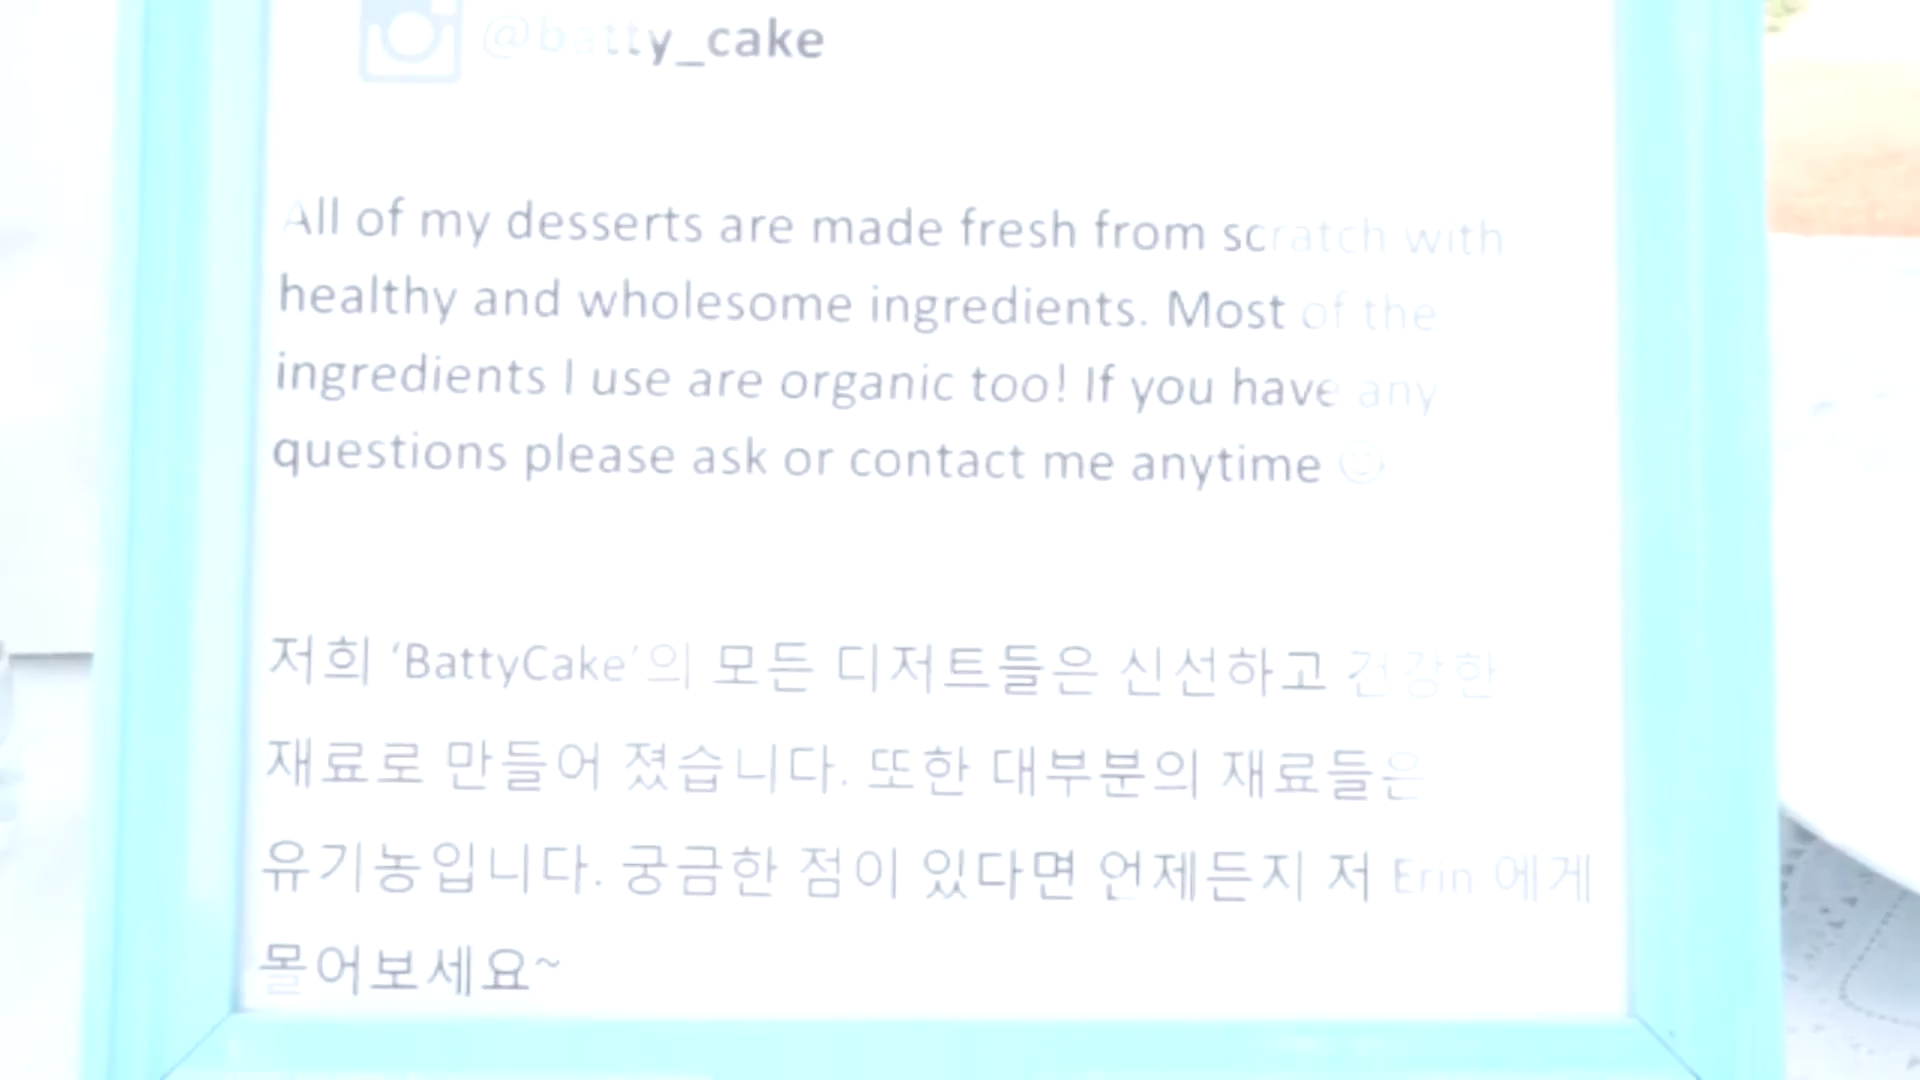 @batty_cake
All of my desserts are made fresh from scratch with
healthy and wholesome ingredients. Most of the
ingredients I use are organic too! If you have any
questions please ask or contact me anytime ☺
저희 ‘BattyCake’의 모든 디저트들은 신선하고 건강한
재료로 만들어 졌습니다. 또한 대부분의 재료들은
유기농입니다. 궁금한 점이 있다면 언제든지 저 Erin 에게
몰어보세요~